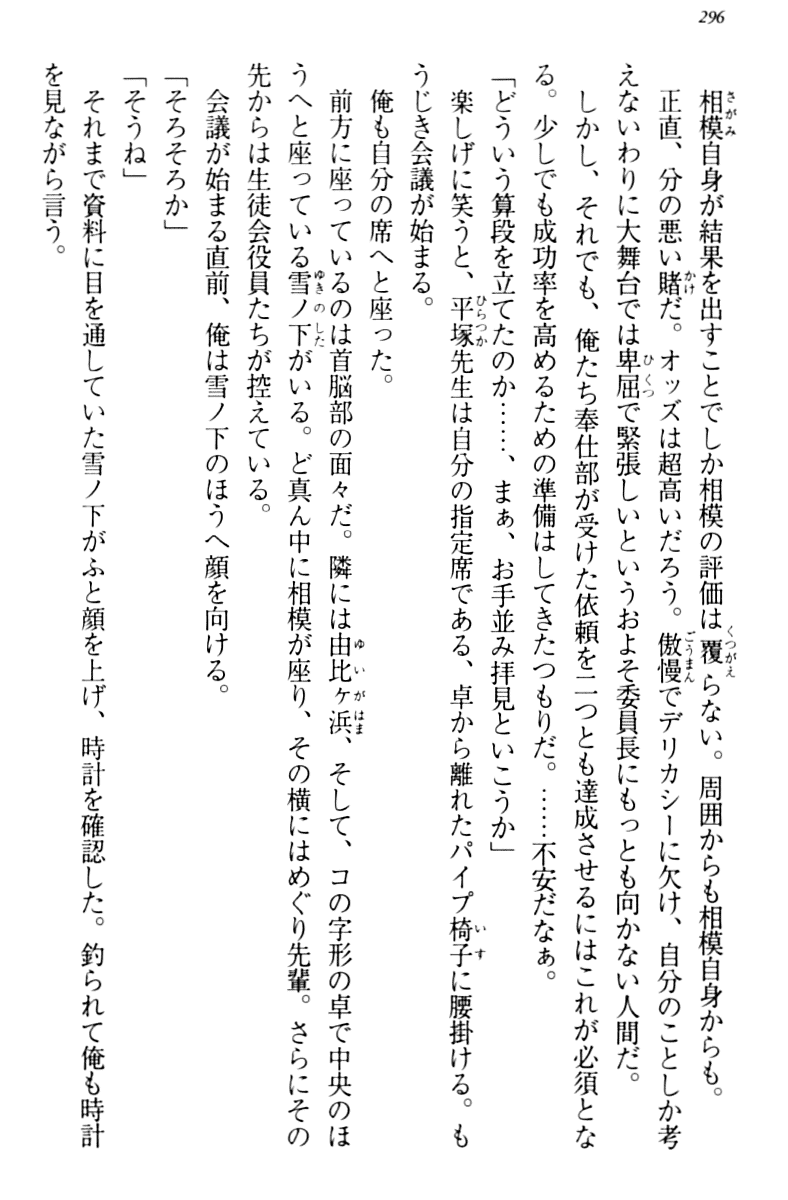 296
相模自身が結果を出すことでしか相模の評価は覆らない。周囲からも相模自身からも。
正直、分の悪い賭だ。オッズは超高いだろう。傲慢でデリカシーに欠け、自分のことしか考
えないわりに大舞台では卑屈で緊張しいというおよそ委員長にもっとも向かない人間だ。
しかし、それでも、俺たち奉仕部が受けた依頼を二つとも達成させるにはこれが必須とな
る。少しでも成功率を高めるための準備はしてきたつもりだ。……不安だなぁ。
「どういう算段を立てたのか……、まぁ、お手並み拝見といこうか」
楽しげに笑うと、平塚先生は自分の指定席である、卓から離れたパイプ椅子に腰掛ける。も
うじき会議が始まる。
俺も自分の席へと座った。
前方に座っているのは首脳部の面々だ。隣には由比ヶ浜、そして、コの字形の卓で中央のほ
うへと座っている雪ノ下がいる。ど真ん中に相模が座り、その横にはめぐり先輩。さらにその
先からは生徒会役員たちが控えている。
会議が始まる直前、俺は雪ノ下のほうへ顔を向ける。
「そろそろか」
「そうね」
それまで資料に目を通していた雪ノ下がふと顔を上げ、時計を確認した。釣られて俺も時計
を見ながら言う。